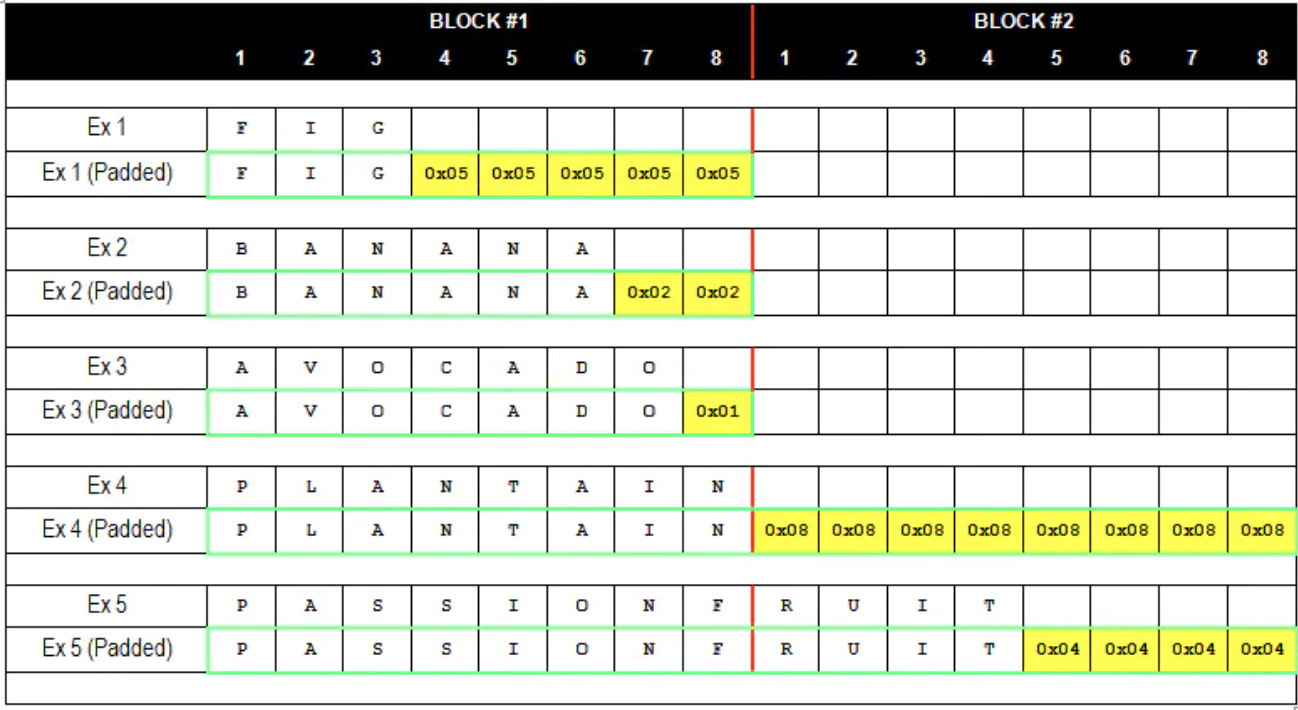 BLOCK #1 BLOCK #2
1 2 3 4 5 6 7 8 1 2 3 4 5 6 7 8
Ex 1 F I G
Ex 1 (Padded) F I G 0x05 0x05 0x05 0x05 0x05
Ex 2 B A N A N A
Ex 2 (Padded) B A N A N A 0x02 0x02
Ex 3 A V O C A D O
Ex 3 (Padded) A V O C A D O 0x01
Ex 4 P L A N T A I N
Ex 4 (Padded) P L A N T A I N 0x08 0x08 0x08 0x08 0x08 0x08 0x08 0x08
Ex 5 P A S S I O N F R U I T
Ex 5 (Padded) P A S S I O N F R U I T 0x04 0x04 0x04 0x04